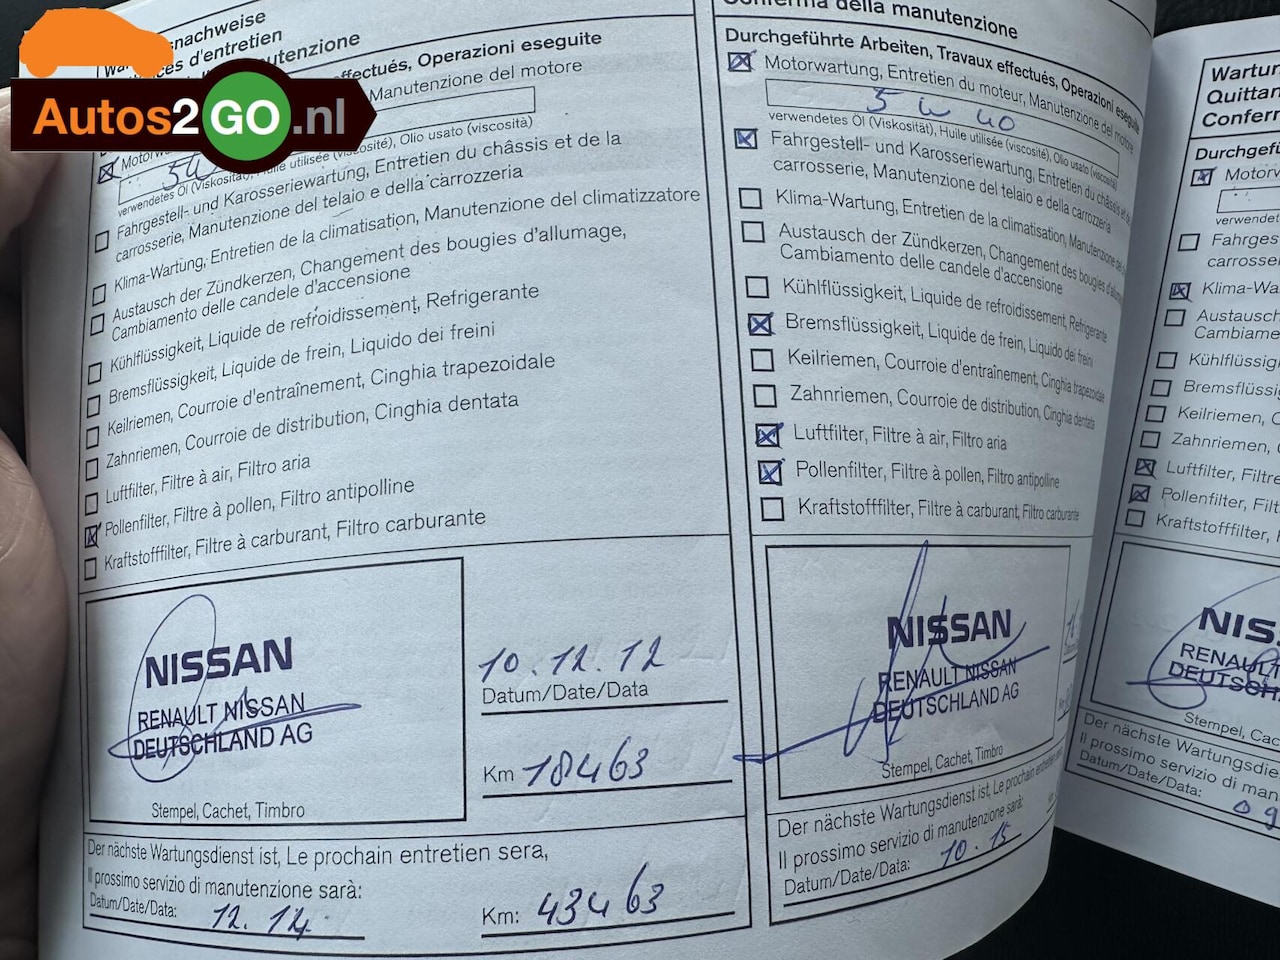 Autos2GO.nl
snachweise
ces d'entretien
utenzione
effectués, Operazioni eseguite
Manutenzione del motore
verwendetes Öl (Viskosität), Huile utilisée (viscosité), Olio usato (viscosità)
Fahrgestell- und Karosseriewartung, Entretien du châssis et de la
carrosserie, Manutenzione del telaio e della carrozzeria
Klima-Wartung, Entretien de la climatisation, Manutenzione del climatizzatore
Austausch der Zündkerzen, Changement des bougies d'allumage,
Cambiamento delle candele d'accensione
Kühlflüssigkeit, Liquide de refroidissement, Refrigerante
Bremsflüssigkeit, Liquide de frein, Liquido dei freini
Keilriemen, Courroie d'entraînement, Cinghia trapezoidale
Zahnriemen, Courroie de distribution, Cinghia dentata
Luftfilter, Filtre à air, Filtro aria
Pollenfilter, Filtre à pollen, Filtro antipolline
Kraftstofffilter, Filtre à carburant, Filtro carburante
NISSAN
RENAULT NISSAN
DEUTSCHLAND AG
Stempel, Cachet, Timbro
10.12.12
Datum/Date/Data
Km 18463
Der nächste Wartungsdienst ist, Le prochain entretien sera,
Il prossimo servizio di manutenzione sarà:
Datum/Date/Data: 12.14
Km: 43463
Conferma della manutenzione
Durchgeführte Arbeiten, Travaux effectués, Operazioni eseguite
Motorwartung, Entretien du moteur, Manutenzione del motore
5 W 40
verwendetes Öl (Viskosität), Huile utilisée (viscosité), Olio usato (viscosità)
Fahrgestell- und Karosseriewartung, Entretien du châssis et de
carrosserie, Manutenzione del telaio e della carrozzeria
Klima-Wartung, Entretien de la climatisation, Manutenzione
Austausch der Zündkerzen, Changement des bougies
Cambiamento delle candele d'accensione
Kühlflüssigkeit, Liquide de refroidissement, Refrigerante
Bremsflüssigkeit, Liquide de frein, Liquido dei freini
Keilriemen, Courroie d'entraînement, Cinghia trapezoidale
Zahnriemen, Courroie de distribution, Cinghia dentata
Luftfilter, Filtre à air, Filtro aria
Pollenfilter, Filtre à pollen, Filtro antipolline
Kraftstofffilter, Filtre à carburant, Filtro carburante
NISSAN
RENAULT NISSAN
DEUTSCHLAND AG
Stempel, Cachet, Timbro
Der nächste Wartungsdienst ist, Le prochain entretien
Il prossimo servizio di manutenzione sarà:
Datum/Date/Data: 10.15
Wartun
Quittan
Conferm
Durchgefü
Motorw
verwendet
Fahrges
carrosse
Klima-Wa
Austausch
Cambiame
Kühlflüssig
Bremsflüss
Keilriemen, C
Zahnriemen,
Luftfilter, Filtre
Pollenfilter, Filt
Kraftstofffilter, F
NISS
RENAULT
DEUTSCH
Stempel, Cac
Der nächste Wartungsdie
Il prossimo servizio di man
Datum/Date/Data: 09